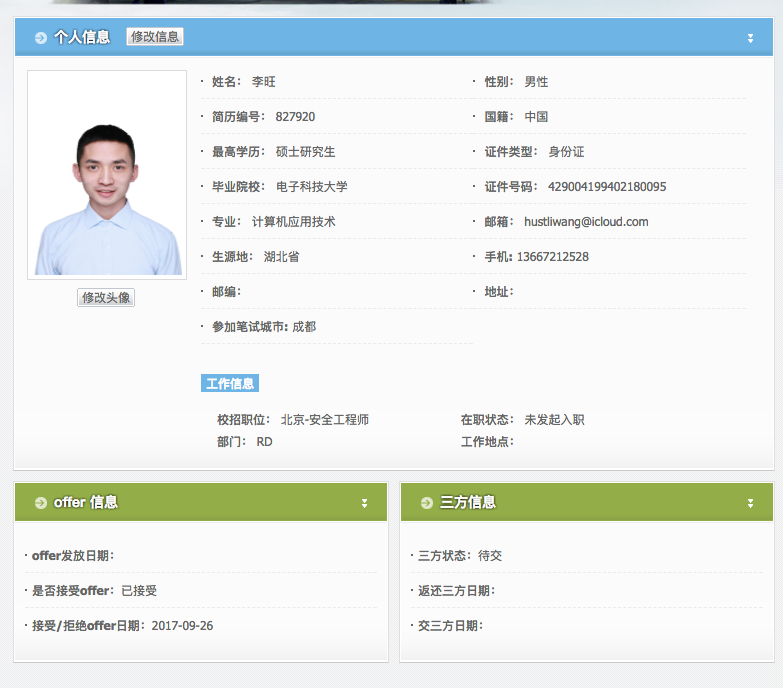 个人信息 修改信息
姓名： 李旺
性别： 男性
简历编号： 827920
国籍： 中国
最高学历： 硕士研究生
证件类型： 身份证
毕业院校： 电子科技大学
证件号码： 429004199402180095
专业： 计算机应用技术
邮箱： hustliwang@icloud.com
生源地： 湖北省
手机: 13667212528
修改头像
邮编：
地址：
参加笔试城市: 成都
工作信息
校招职位： 北京-安全工程师
在职状态： 未发起入职
部门： RD
工作地点：
offer 信息
offer发放日期：
是否接受offer： 已接受
接受/拒绝offer日期： 2017-09-26
三方信息
三方状态： 待交
返还三方日期：
交三方日期：